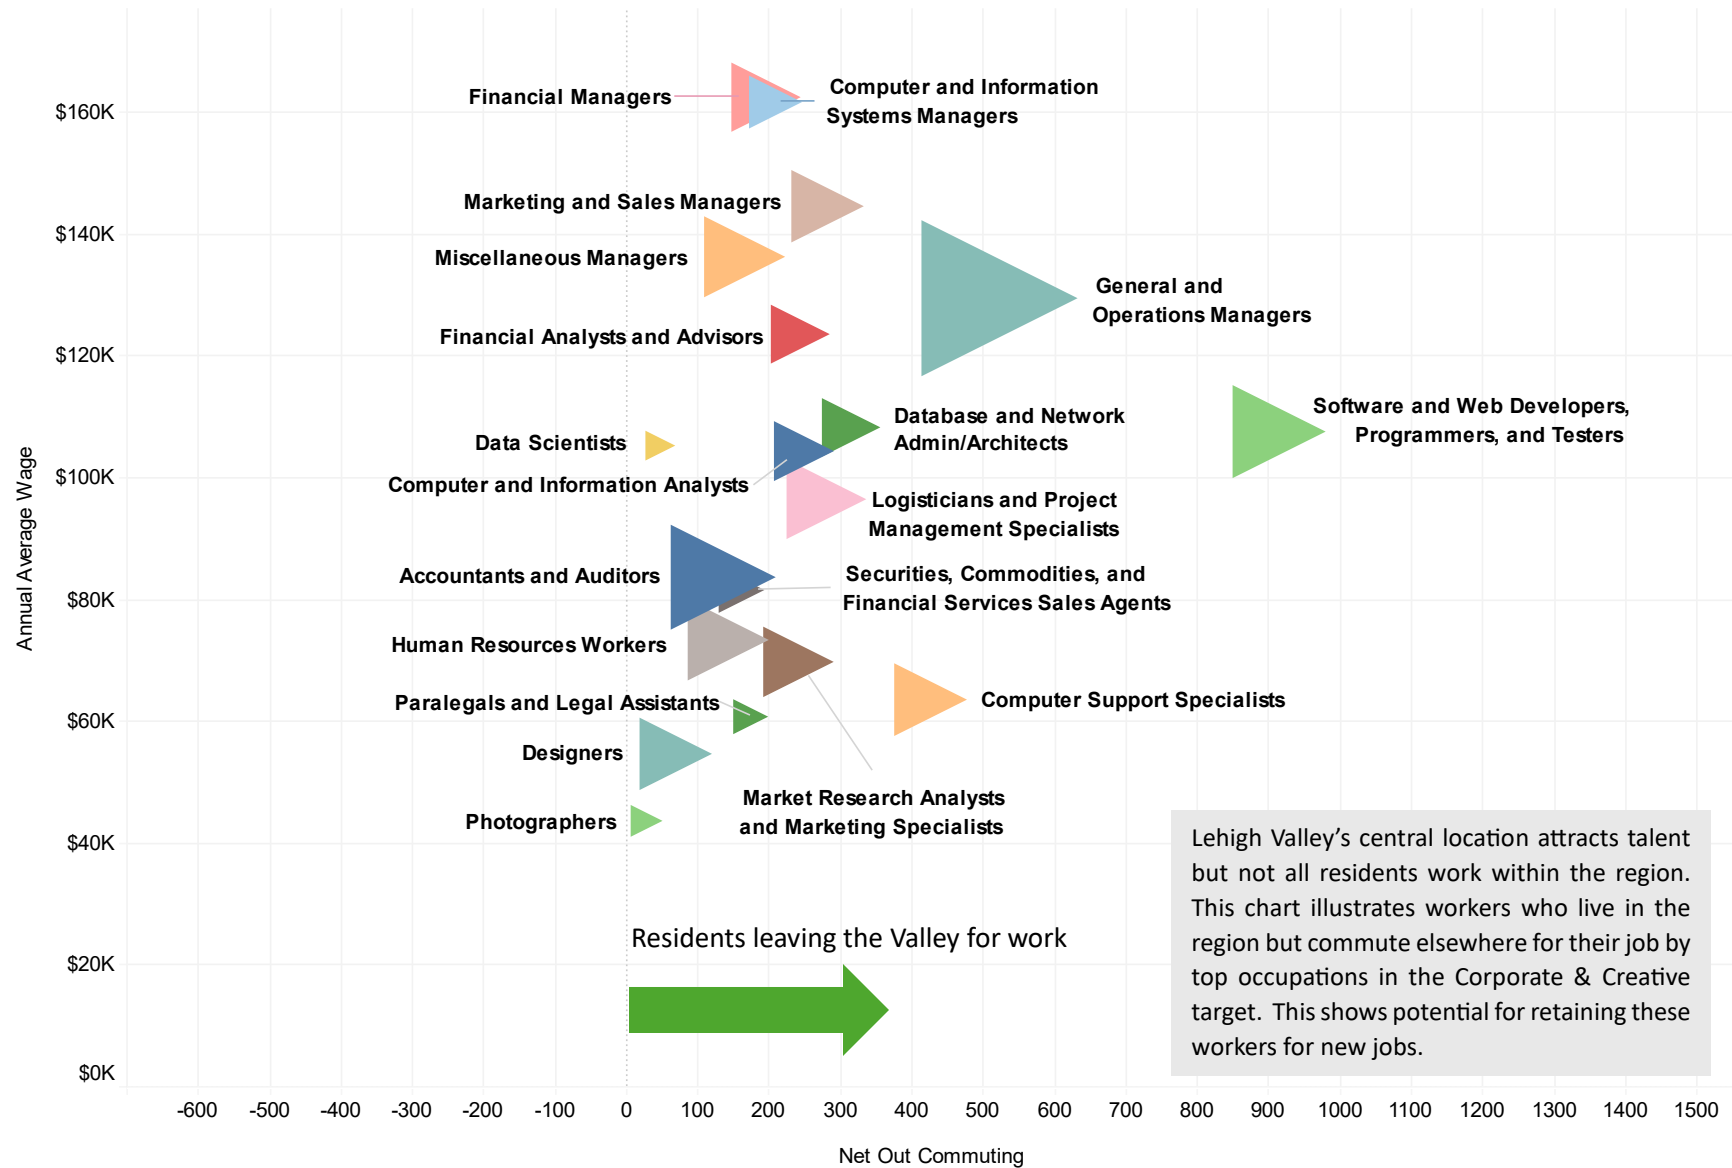 Financial Managers
Computer and Information
Systems Managers
$160K
Marketing and Sales Managers
$140K
Miscellaneous Managers
General and
Operations Managers
Financial Analysts and Advisors
$120K
Software and Web Developers,
Programmers, and Testers
Database and Network
Admin/Architects
Data Scientists
$100K
Computer and Information Analysts
Logisticians and Project
Management Specialists
Annual Average Wage
Accountants and Auditors
Securities, Commodities, and
Financial Services Sales Agents
$80K
Human Resources Workers
Paralegals and Legal Assistants
Computer Support Specialists
$60K
Designers
Market Research Analysts
and Marketing Specialists
Photographers
$40K
Lehigh Valley’s central location attracts talent
but not all residents work within the region.
This chart illustrates workers who live in the
region but commute elsewhere for their job by
top occupations in the Corporate & Creative
target. This shows potential for retaining these
workers for new jobs.
Residents leaving the Valley for work
$20K
$0K
-600 -500 -400 -300 -200 -100 0 100 200 300 400 500 600 700 800 900 1000 1100 1200 1300 1400 1500
Net Out Commuting